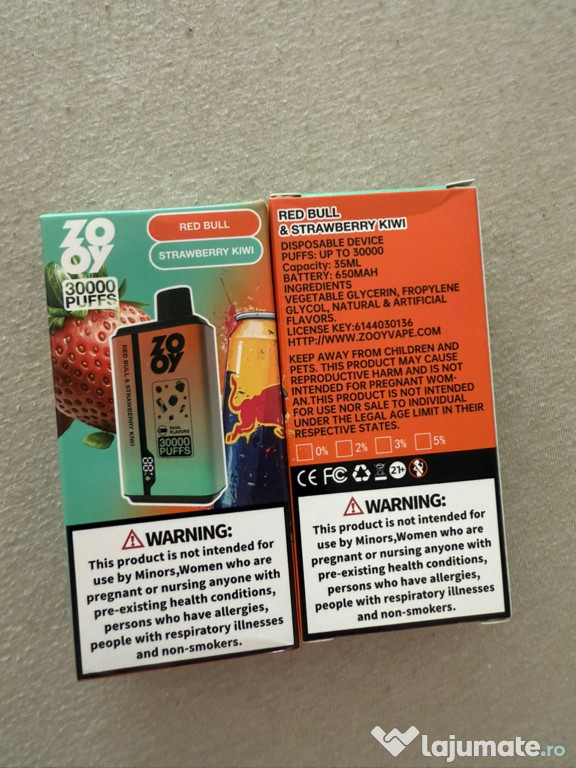 ZO
OY
30000
PUFFS
RED BULL
STRAWBERRY KIWI
ZO
OY
RED BULL & STRAWBERRY KIWI
DUAL
FLAVORS
30000
PUFFS
WARNING:
This product is not intended for
use by Minors,Women who are
pregnant or nursing anyone with
pre-existing health conditions,
persons who have allergies,
people with respiratory illnesses
and non-smokers.
RED BULL
& STRAWBERRY KIWI
DISPOSABLE DEVICE
PUFFS: UP TO 30000
Capacity: 35ML
BATTERY: 650MAH
INGREDIENTS
VEGETABLE GLYCERIN, FROPYLENE
GLYCOL, NATURAL & ARTIFICIAL
FLAVORS.
LICENSE KEY:6144030136
HTTP://WWW.ZOOYVAPE.COM
KEEP AWAY FROM CHILDREN AND
PETS. THIS PRODUCT MAY CAUSE
REPRODUCTIVE HARM AND IS NOT
INTENDED FOR PREGNANT WOM-
AN.THIS PRODUCT IS NOT INTENDED
FOR USE NOR SALE TO INDIVIDUAL
UNDER THE LEGAL AGE LIMIT IN THEIR
RESPECTIVE STATES.
0% 2% 3% 5%
CE FC 21+
WARNING:
This product is not intended for
use by Minors,Women who are
pregnant or nursing anyone with
pre-existing health conditions,
persons who have allergies,
people with respiratory illnesses
and non-smokers.
lajumate.ro